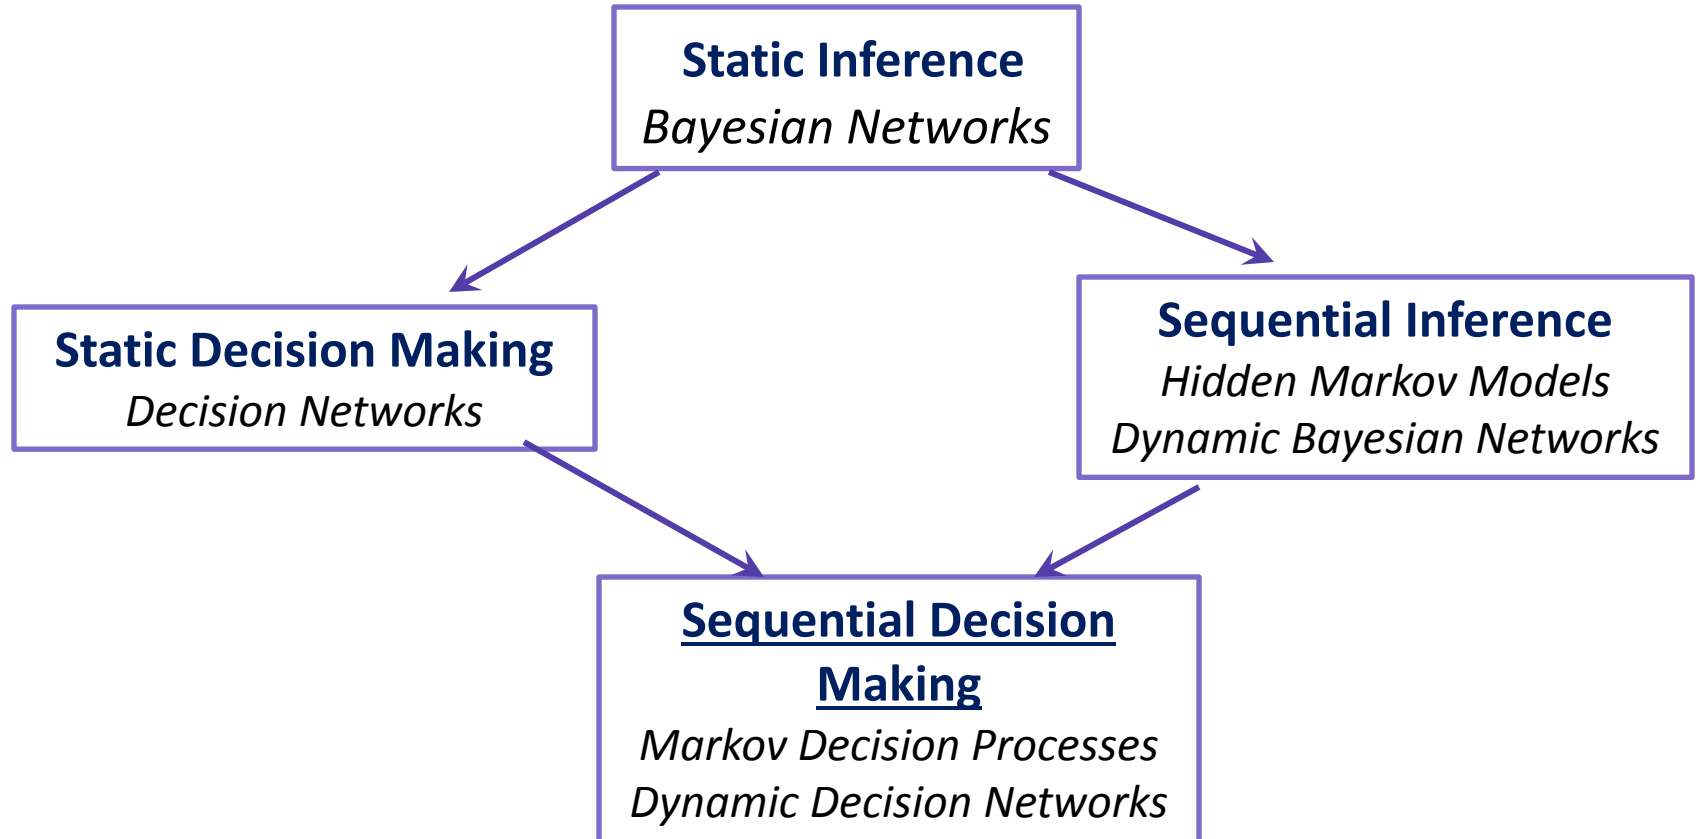 Static Inference
Bayesian Networks
Static Decision Making
Decision Networks
Sequential Inference
Hidden Markov Models
Dynamic Bayesian Networks
Sequential Decision
Making
Markov Decision Processes
Dynamic Decision Networks